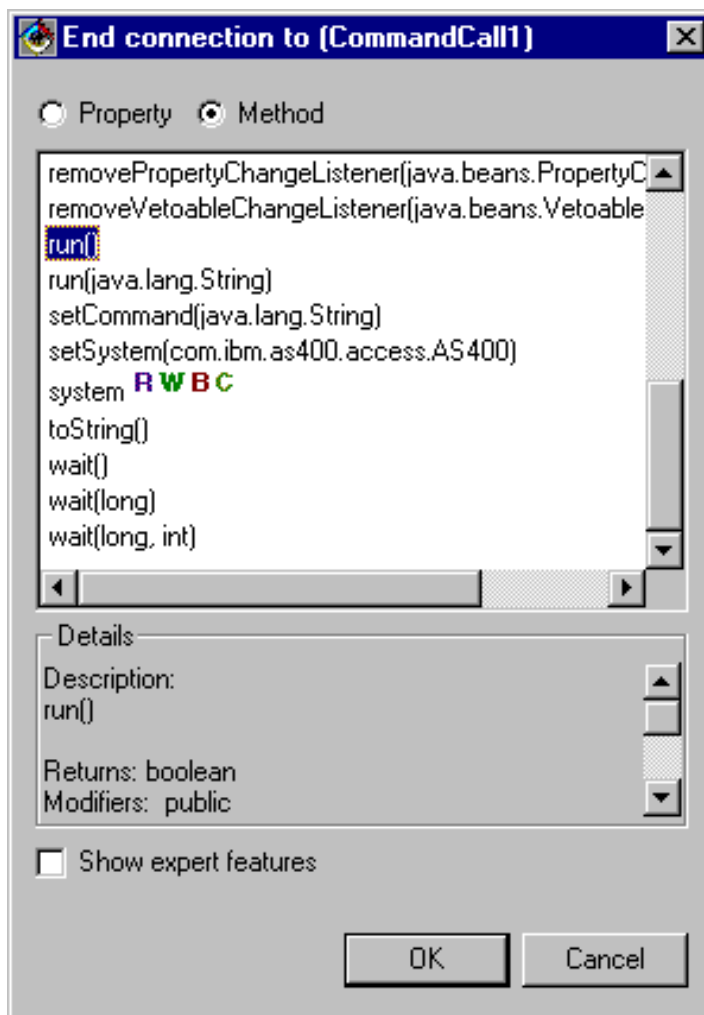 End connection to (CommandCall1)
Property Method
removePropertyChangeListener(java.beans.PropertyC
removeVetoableChangeListener(java.beans.Vetoable
run()
run(java.lang.String)
setCommand(java.lang.String)
setSystem(com.ibm.as400.access.AS400)
system R W B C
toString()
wait()
wait(long)
wait(long, int)
Details
Description:
run()
Returns: boolean
Modifiers: public
Show expert features
OK Cancel